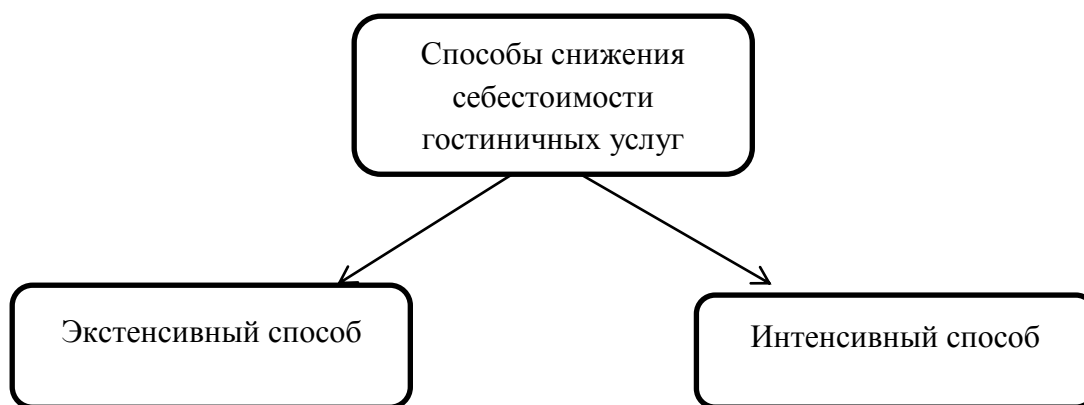 Способы снижения
себестоимости
гостиничных услуг
Экстенсивный способ
Интенсивный способ